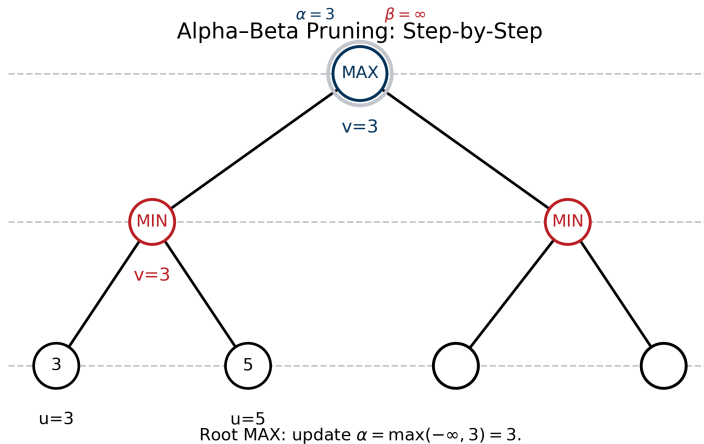 α = 3
β = ∞
Alpha–Beta Pruning: Step-by-Step
MAX
v=3
MIN
MIN
v=3
3
5
u=3
u=5
Root MAX: update α = max(−∞, 3) = 3.